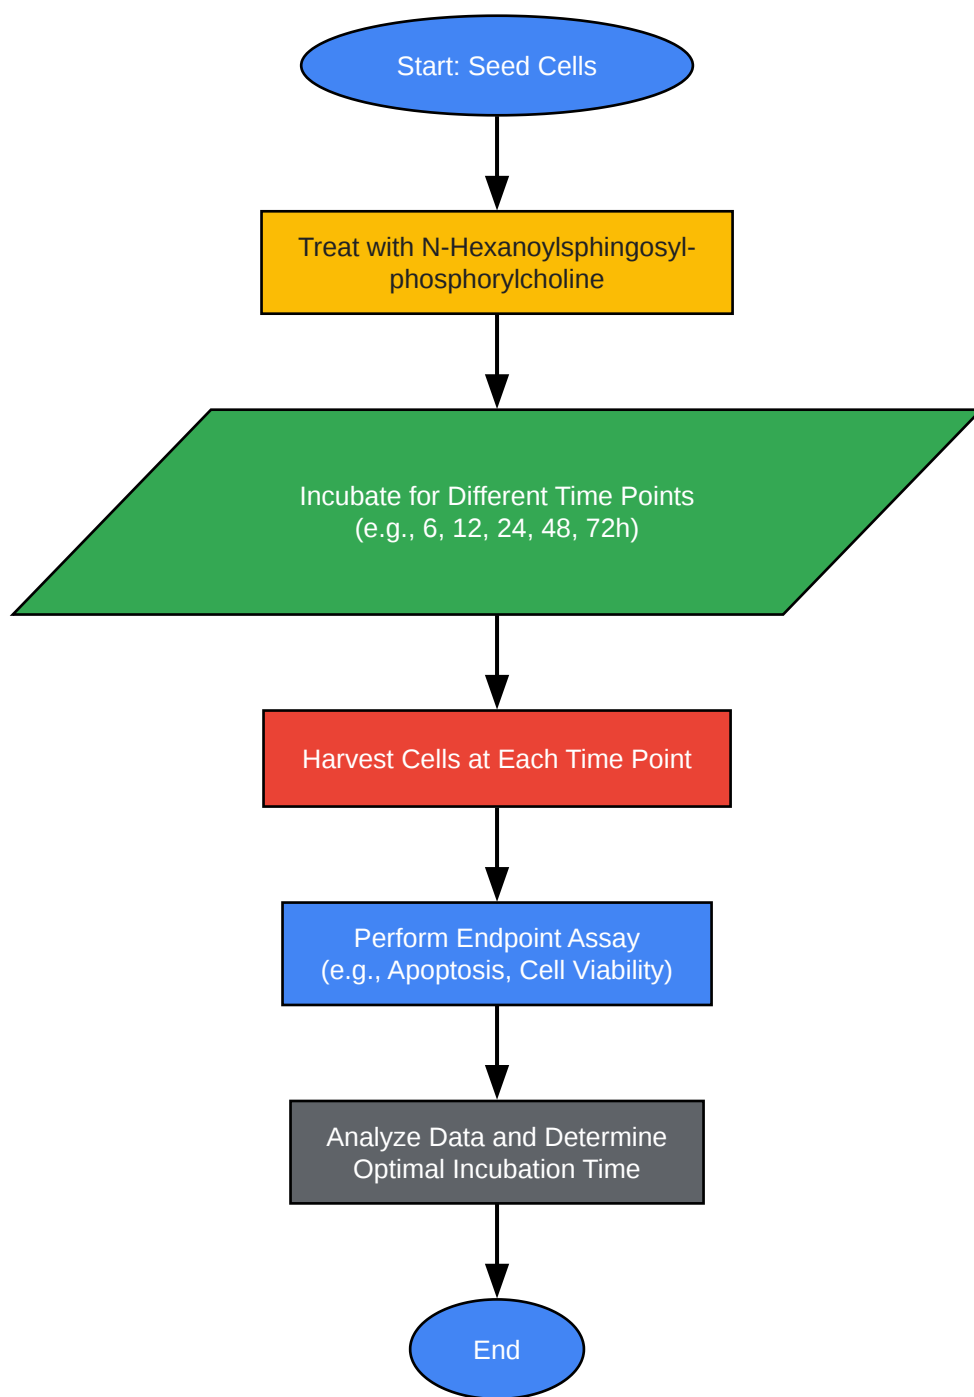 Start: Seed Cells
Treat with N-Hexanoylsphingosyl-
phosphorylcholine
Incubate for Different Time Points
(e.g., 6, 12, 24, 48, 72h)
Harvest Cells at Each Time Point
Perform Endpoint Assay
(e.g., Apoptosis, Cell Viability)
Analyze Data and Determine
Optimal Incubation Time
End